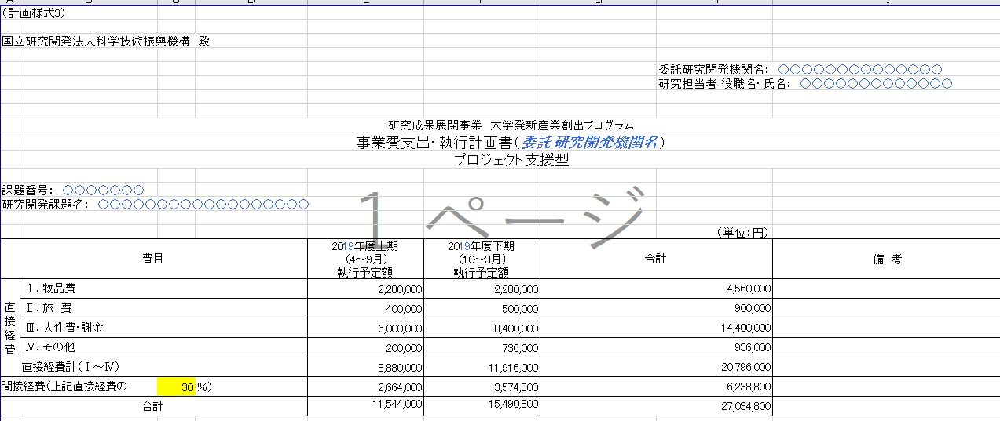 (計画様式3)
国立研究開発法人科学技術振興機構　殿
委託研究開発機関名： ○○○○○○○○○○○○○○
研究担当者 役職名・氏名： ○○○○○○○○○○○○○
研究成果展開事業　大学発新産業創出プログラム
事業費支出・執行計画書(委託研究開発機関名)
プロジェクト支援型
課題番号： ○○○○○○○
研究開発課題名： ○○○○○○○○○○○○○○○○○○
1 ページ
(単位：円)
費目 2019年度上期 (4～9月) 執行予定額 2019年度下期 (10～3月) 執行予定額 合計 備 考
直接経費
Ⅰ．物品費 2,280,000 2,280,000 4,560,000
Ⅱ．旅 費 400,000 500,000 900,000
Ⅲ．人件費・謝金 6,000,000 8,400,000 14,400,000
Ⅳ．その他 200,000 736,000 936,000
直接経費計(Ⅰ～Ⅳ) 8,880,000 11,916,000 20,796,000
間接経費(上記直接経費の 30 %) 2,664,000 3,574,800 6,238,800
合計 11,544,000 15,490,800 27,034,800